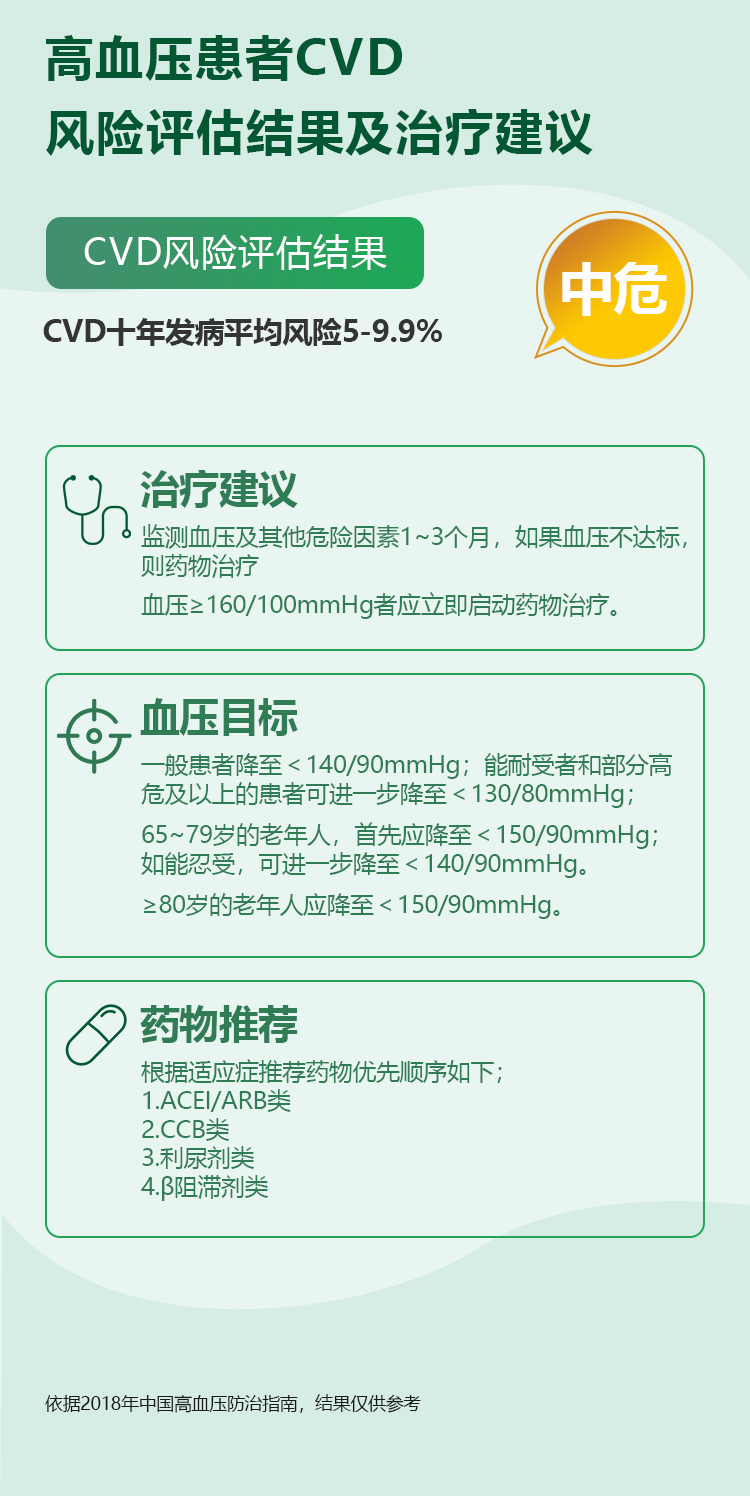 高血压患者CVD
风险评估结果及治疗建议
CVD风险评估结果
中危
CVD十年发病平均风险5-9.9%
治疗建议
监测血压及其他危险因素1~3个月，如果血压不达标，
则药物治疗
血压≥160/100mmHg者应立即启动药物治疗。
血压目标
一般患者降至＜140/90mmHg；能耐受者和部分高
危及以上的患者可进一步降至＜130/80mmHg；
65~79岁的老年人，首先应降至＜150/90mmHg；
如能忍受，可进一步降至＜140/90mmHg。
≥80岁的老年人应降至＜150/90mmHg。
药物推荐
根据适应症推荐药物优先顺序如下；
1.ACEI/ARB类
2.CCB类
3.利尿剂类
4.β阻滞剂类
依据2018年中国高血压防治指南，结果仅供参考